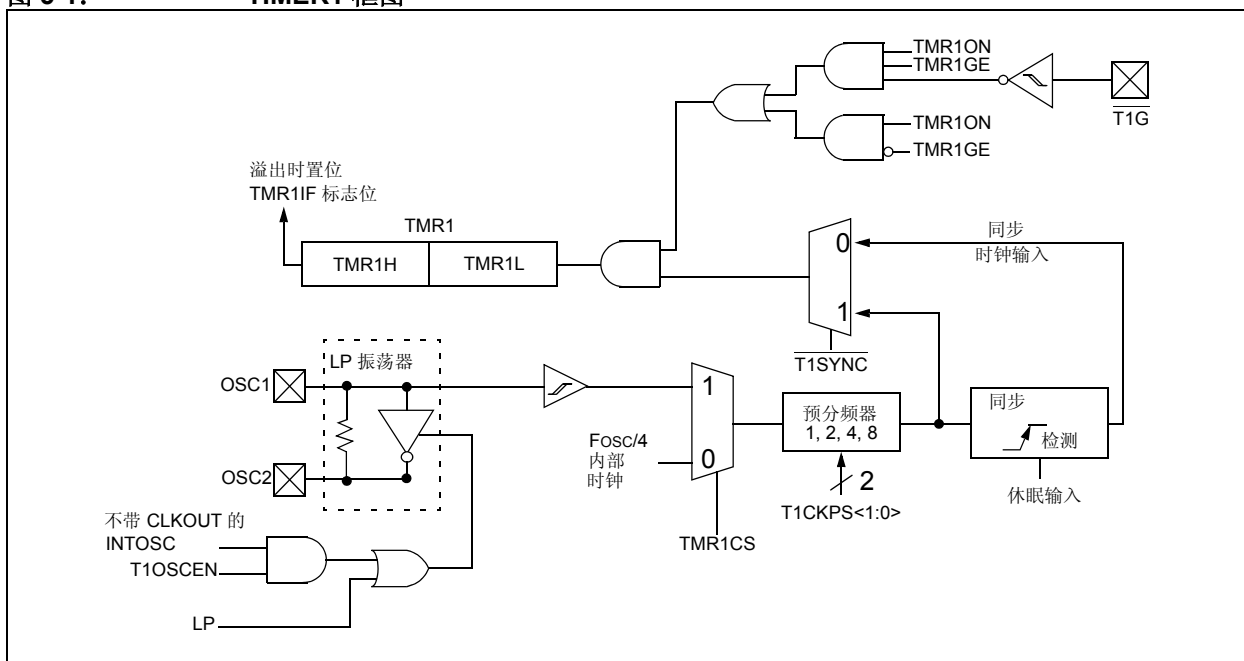 TMR1ON
TMR1GE
T1G
TMR1ON
TMR1GE
溢出时置位
TMR1IF 标志位
TMR1
TMR1H
TMR1L
0
同步
时钟输入
1
T1SYNC
LP 振荡器
OSC1
OSC2
1
FOSC/4
内部
时钟
0
预分频器
1, 2, 4, 8
同步
检测
2
T1CKPS<1:0>
休眠输入
TMR1CS
不带 CLKOUT 的
INTOSC
T1OSCEN
LP